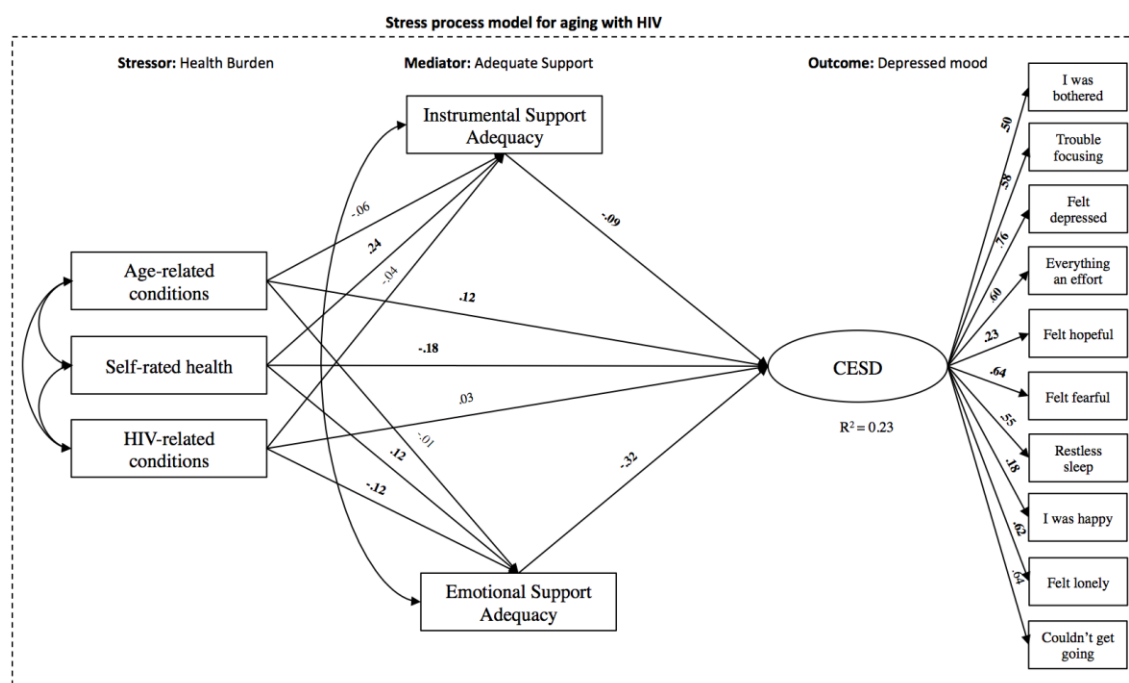 Stress process model for aging with HIV
Stressor: Health Burden
Mediator: Adequate Support
Outcome: Depressed mood
Instrumental Support
Adequacy
Age-related
conditions
Self-rated health
HIV-related
conditions
Emotional Support
Adequacy
-.06
.24
-.04
.12
-.18
.03
-.01
.12
-.12
-.09
-.32
CESD
R² = 0.23
.50
.58
.76
.60
.23
.64
.55
.18
.62
.64
I was
bothered
Trouble
focusing
Felt
depressed
Everything
an effort
Felt hopeful
Felt fearful
Restless
sleep
I was happy
Felt lonely
Couldn't get
going